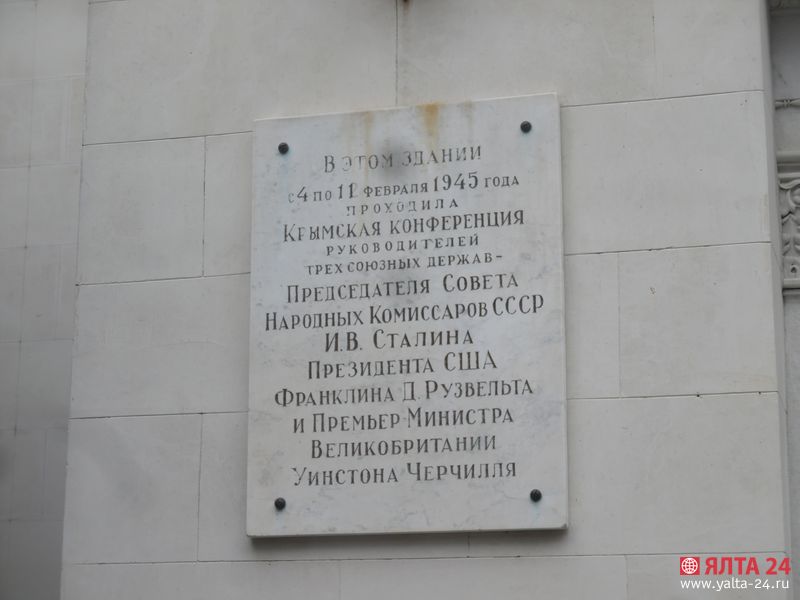 В этом здании
с 4 по 11 февраля 1945 года
проходила
Крымская конференция
руководителей
трех союзных держав –
Председателя Совета
Народных Комиссаров СССР
И.В. Сталина
Президента США
Франклина Д. Рузвельта
и Премьер-Министра
Великобритании
Уинстона Черчилля
ЯЛТА 24
www.yalta-24.ru